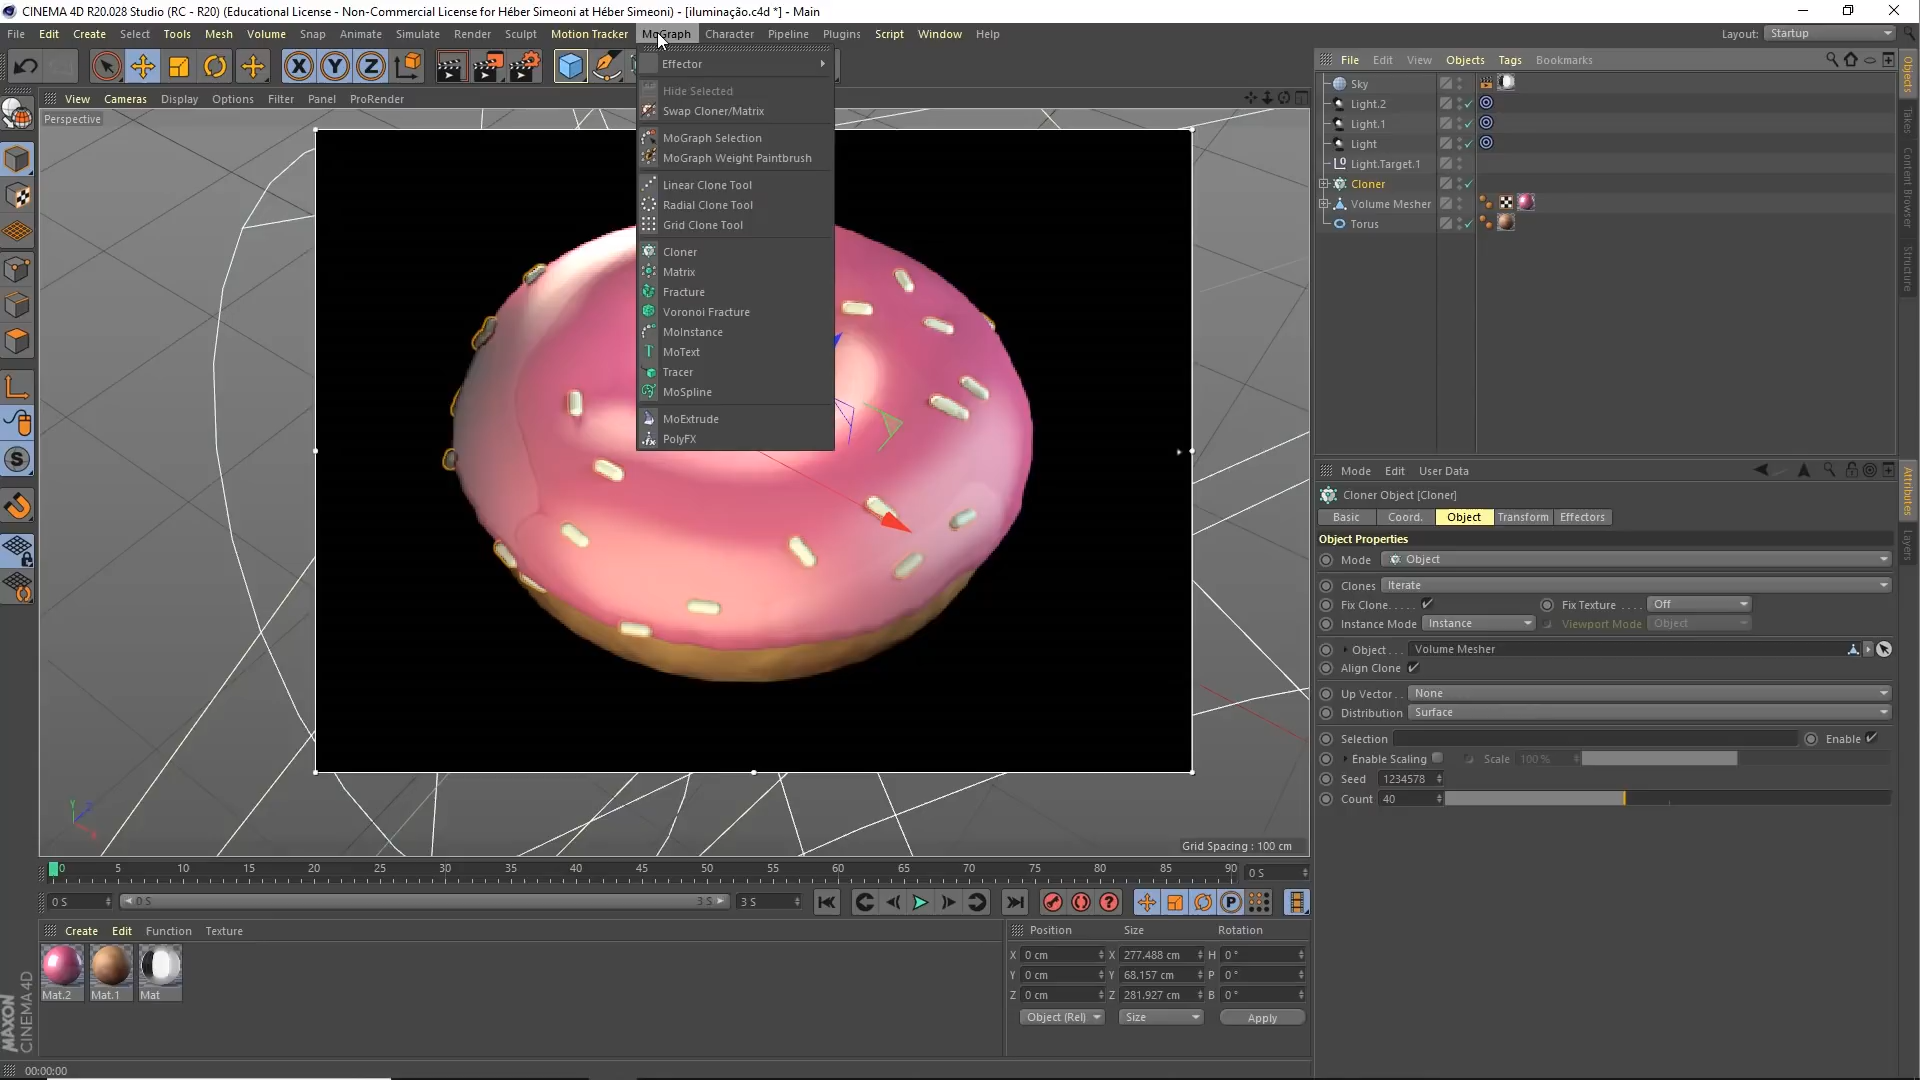 CINEMA 4D R20.028 Studio (RC - R20) (Educational License - Non-Commercial License for Héber Simeoni at Héber Simeoni) - [iluminação.c4d *] - Main
File Edit Create Select Tools Mesh Volume Snap Animate Simulate Render Sculpt Motion Tracker MoGraph Character Pipeline Plugins Script Window Help
Layout: Startup
View Cameras Display Options Filter Panel ProRender
Perspective
Effector
Hide Selected
Swap Cloner/Matrix
MoGraph Selection
MoGraph Weight Paintbrush
Linear Clone Tool
Radial Clone Tool
Grid Clone Tool
Cloner
Matrix
Fracture
Voronoi Fracture
MoInstance
MoText
Tracer
MoSpline
MoExtrude
PolyFX
Grid Spacing : 100 cm
File Edit View Objects Tags Bookmarks
Sky
Light.2
Light.1
Light
Light.Target.1
Cloner
Volume Mesher
Torus
Objects
Takes
Content Browser
Structure
Mode Edit User Data
Cloner Object [Cloner]
Basic Coord. Object Transform Effectors
Object Properties
Mode Object
Clones Iterate
Fix Clone. . . . . Fix Texture . . . . Off
Instance Mode Instance Viewport Mode Object
Object . . . Volume Mesher
Align Clone
Up Vector . . None
Distribution Surface
Selection Enable
Enable Scaling Scale 100 %
Seed 1234578
Count 40
Attributes
Layers
0 5 10 15 20 25 30 35 40 45 50 55 60 65 70 75 80 85 90 0 S
0 S 0 S 3 S 3 S
Create Edit Function Texture
Mat.2 Mat.1 Mat
Position Size Rotation
X 0 cm X 277.488 cm H 0 °
Y 0 cm Y 68.157 cm P 0 °
Z 0 cm Z 281.927 cm B 0 °
Object (Rel) Size Apply
MAXON
CINEMA 4D
00:00:00